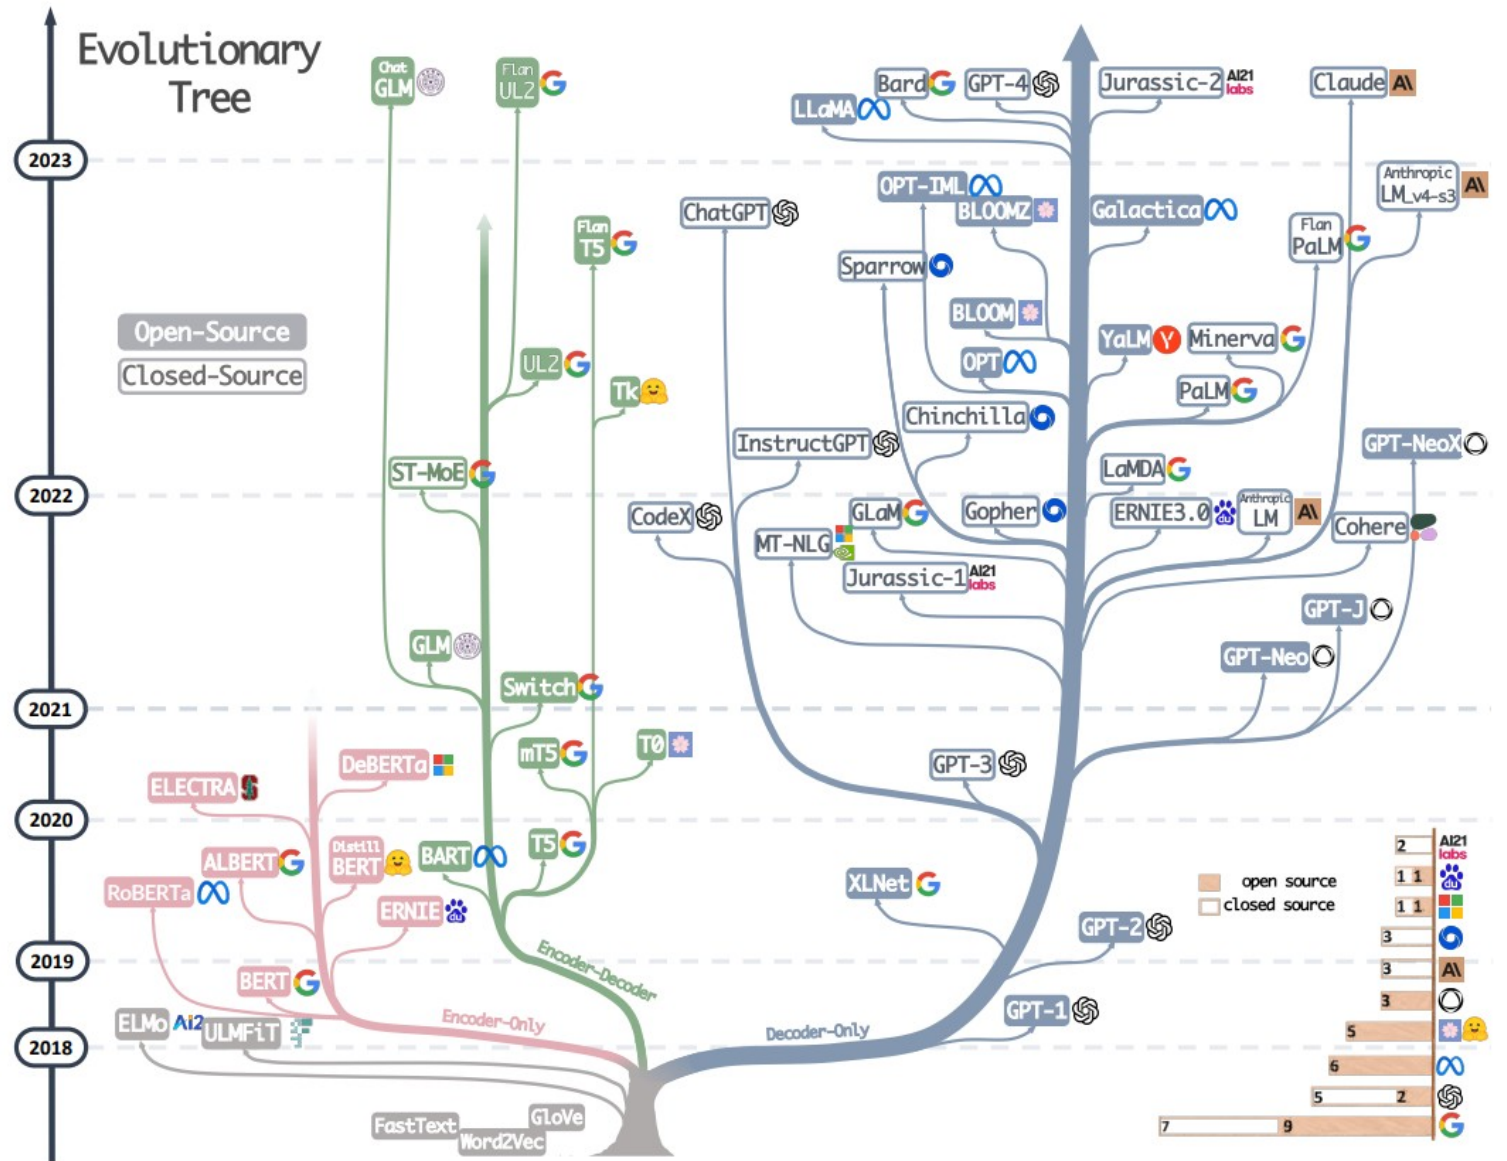 Evolutionary
Tree
2023
2022
2021
2020
2019
2018
Open-Source
Closed-Source
Chat
GLM
Flan
UL2
Flan
T5
UL2
Tk
ST-MoE
GLM
Switch
mT5
T0
BART
T5
Encoder-Decoder
DeBERTa
ELECTRA
ALBERT
Distill
BERT
RoBERTa
ERNIE
du
BERT
Encoder-Only
ELMo
Ai2
ULMFiT
FastText
Word2Vec
GloVe
Bard
GPT-4
Jurassic-2
AI21
labs
Claude
A\
LLaMA
OPT-IML
BLOOMZ
ChatGPT
Galactica
Anthropic
LM_v4-s3
A\
Flan
PaLM
Sparrow
BLOOM
YaLM
Minerva
OPT
PaLM
Chinchilla
InstructGPT
GPT-NeoX
LaMDA
CodeX
GLaM
Gopher
ERNIE3.0
du
Anthropic
LM
A\
Cohere
MT-NLG
Jurassic-1
AI21
labs
GPT-J
GPT-Neo
GPT-3
XLNet
GPT-2
GPT-1
Decoder-Only
open source
closed source
2
AI21
labs
1 1
du
1 1
3
3
A\
3
5
6
5 2
7 9